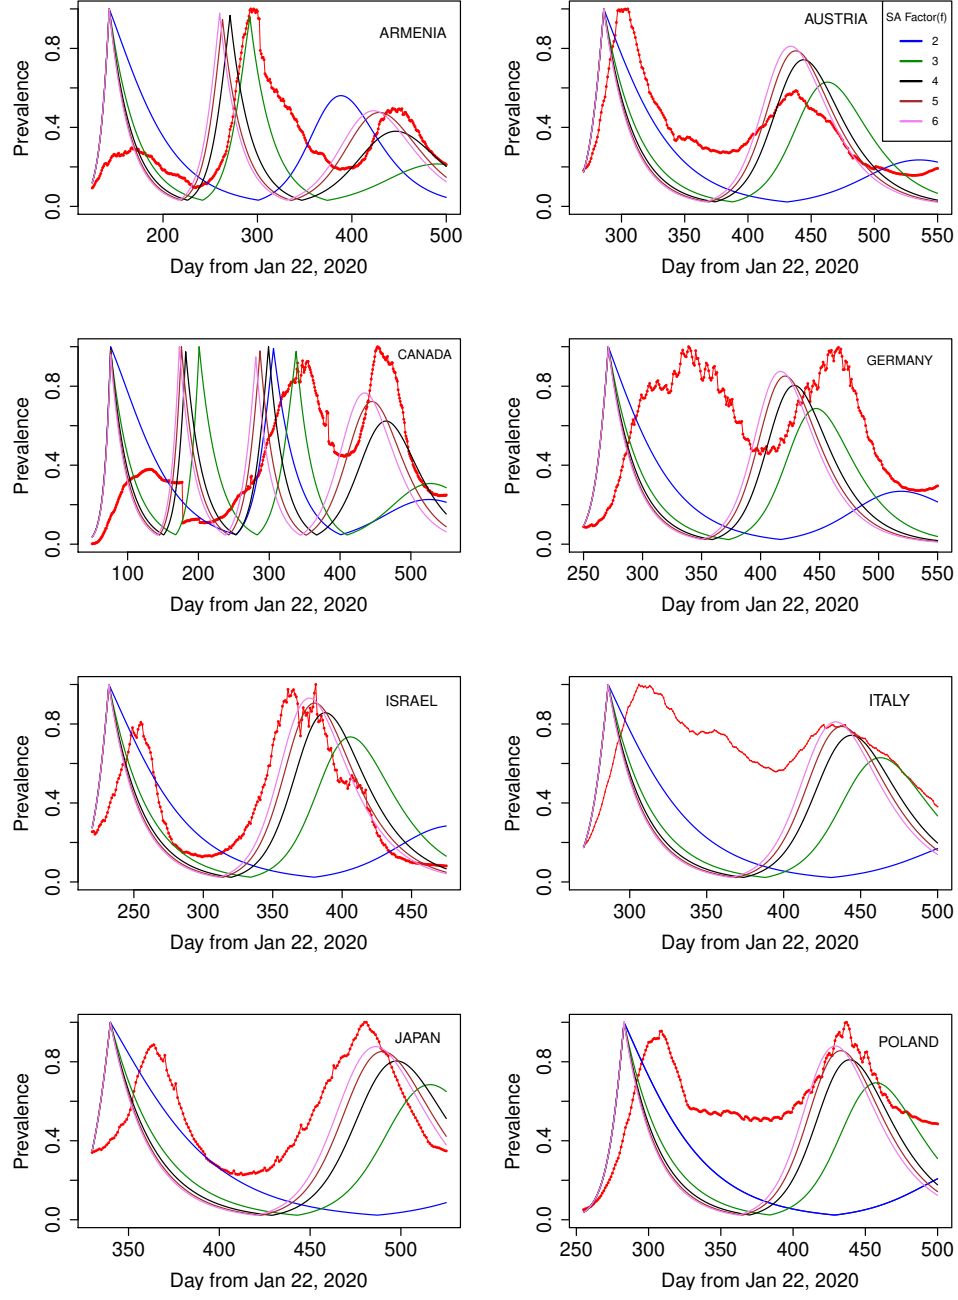 ARMENIA
Prevalence
0.0 0.4 0.8
200 300 400 500
Day from Jan 22, 2020
AUSTRIA
SA Factor(f)
2
3
4
5
6
Prevalence
0.0 0.4 0.8
300 350 400 450 500 550
Day from Jan 22, 2020
CANADA
Prevalence
0.0 0.4 0.8
100 200 300 400 500
Day from Jan 22, 2020
GERMANY
Prevalence
0.0 0.4 0.8
250 300 350 400 450 500 550
Day from Jan 22, 2020
ISRAEL
Prevalence
0.0 0.4 0.8
250 300 350 400 450
Day from Jan 22, 2020
ITALY
Prevalence
0.0 0.4 0.8
300 350 400 450 500
Day from Jan 22, 2020
JAPAN
Prevalence
0.0 0.4 0.8
350 400 450 500
Day from Jan 22, 2020
POLAND
Prevalence
0.0 0.4 0.8
250 300 350 400 450 500
Day from Jan 22, 2020